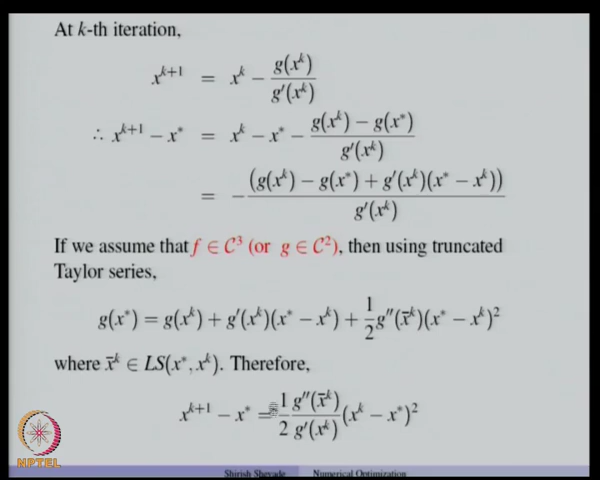 At k-th iteration,
x^{k+1} = x^k − g(x^k)/g′(x^k)
∴ x^{k+1} − x^* = x^k − x^* − (g(x^k) − g(x^*))/g′(x^k)
= − (g(x^k) − g(x^*) + g′(x^k)(x^* − x^k))/g′(x^k)
If we assume that f ∈ C^3 (or g ∈ C^2), then using truncated
Taylor series,
g(x^*) = g(x^k) + g′(x^k)(x^* − x^k) + 1/2 g″(x̄^k)(x^* − x^k)^2
where x̄^k ∈ LS(x^*, x^k). Therefore,
x^{k+1} − x^* = 1/2 g″(x̄^k)/g′(x^k) (x^k − x^*)^2
NPTEL
Shirish Shevade Numerical Optimization